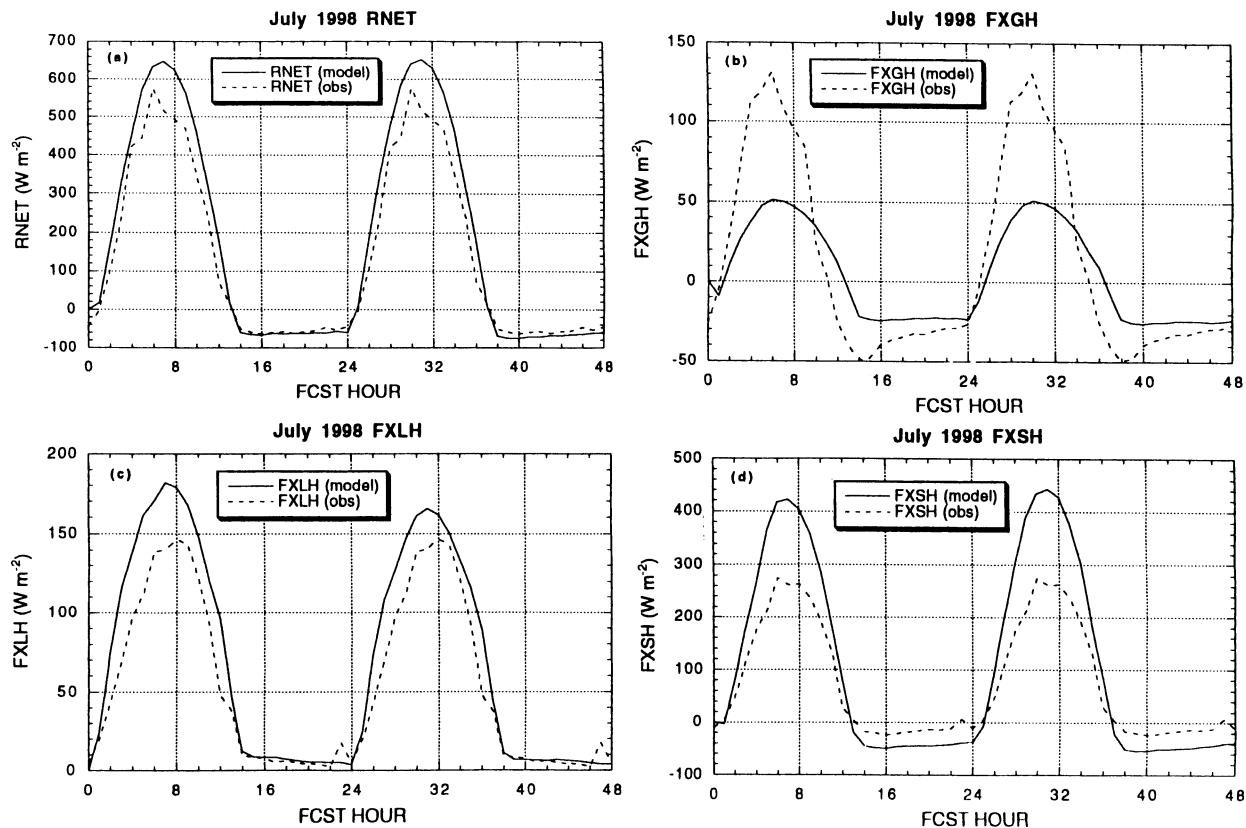 July 1998 RNET
(a)
RNET (model)
RNET (obs)
RNET (W m-2)
700
600
500
400
300
200
100
0
-100
0 8 16 24 32 40 48
FCST HOUR
July 1998 FXGH
(b)
FXGH (model)
FXGH (obs)
FXGH (W m-2)
150
100
50
0
-50
0 8 16 24 32 40 48
FCST HOUR
July 1998 FXLH
(c)
FXLH (model)
FXLH (obs)
FXLH (W m-2)
200
150
100
50
0
0 8 16 24 32 40 48
FCST HOUR
July 1998 FXSH
(d)
FXSH (model)
FXSH (obs)
FXSH (W m-2)
500
400
300
200
100
0
-100
0 8 16 24 32 40 48
FCST HOUR